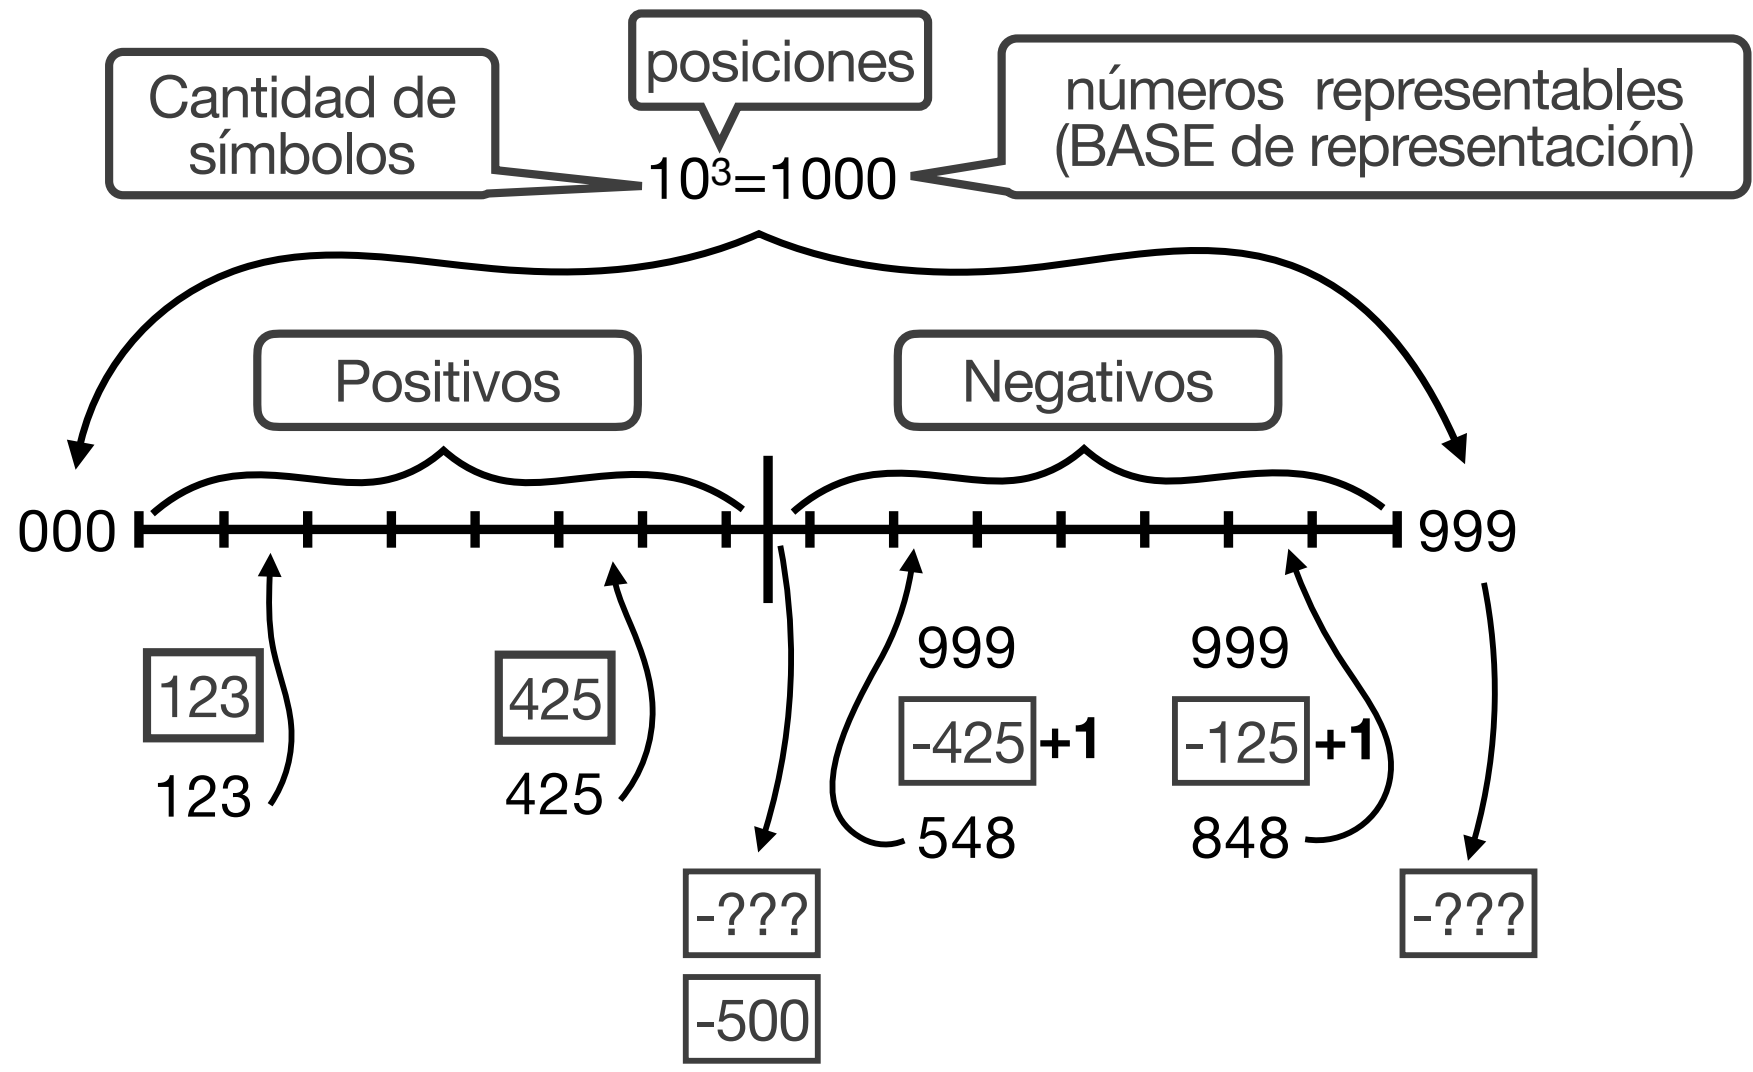 posiciones
Cantidad de
símbolos
números representables
(BASE de representación)
10³=1000
Positivos
Negativos
000
999
123
123
425
425
999
-425 +1
548
999
-125 +1
848
-???
-500
-???